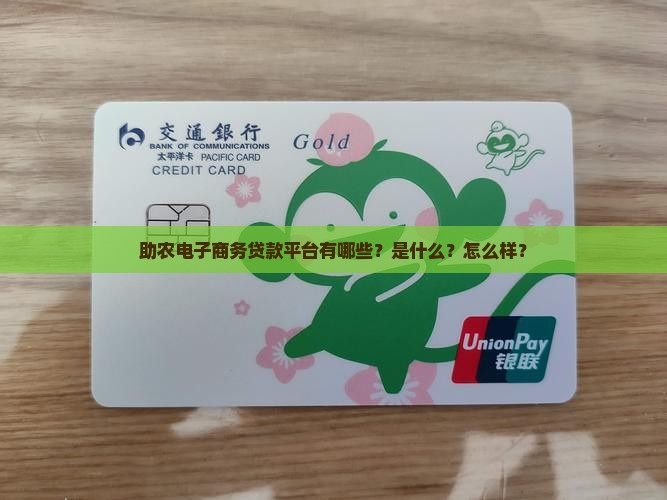 交通銀行
BANK OF COMMUNICATIONS
太平洋卡 PACIFIC CARD
CREDIT CARD
Gold
助农电子商务贷款平台有哪些？是什么？怎么样？
UnionPay
银联